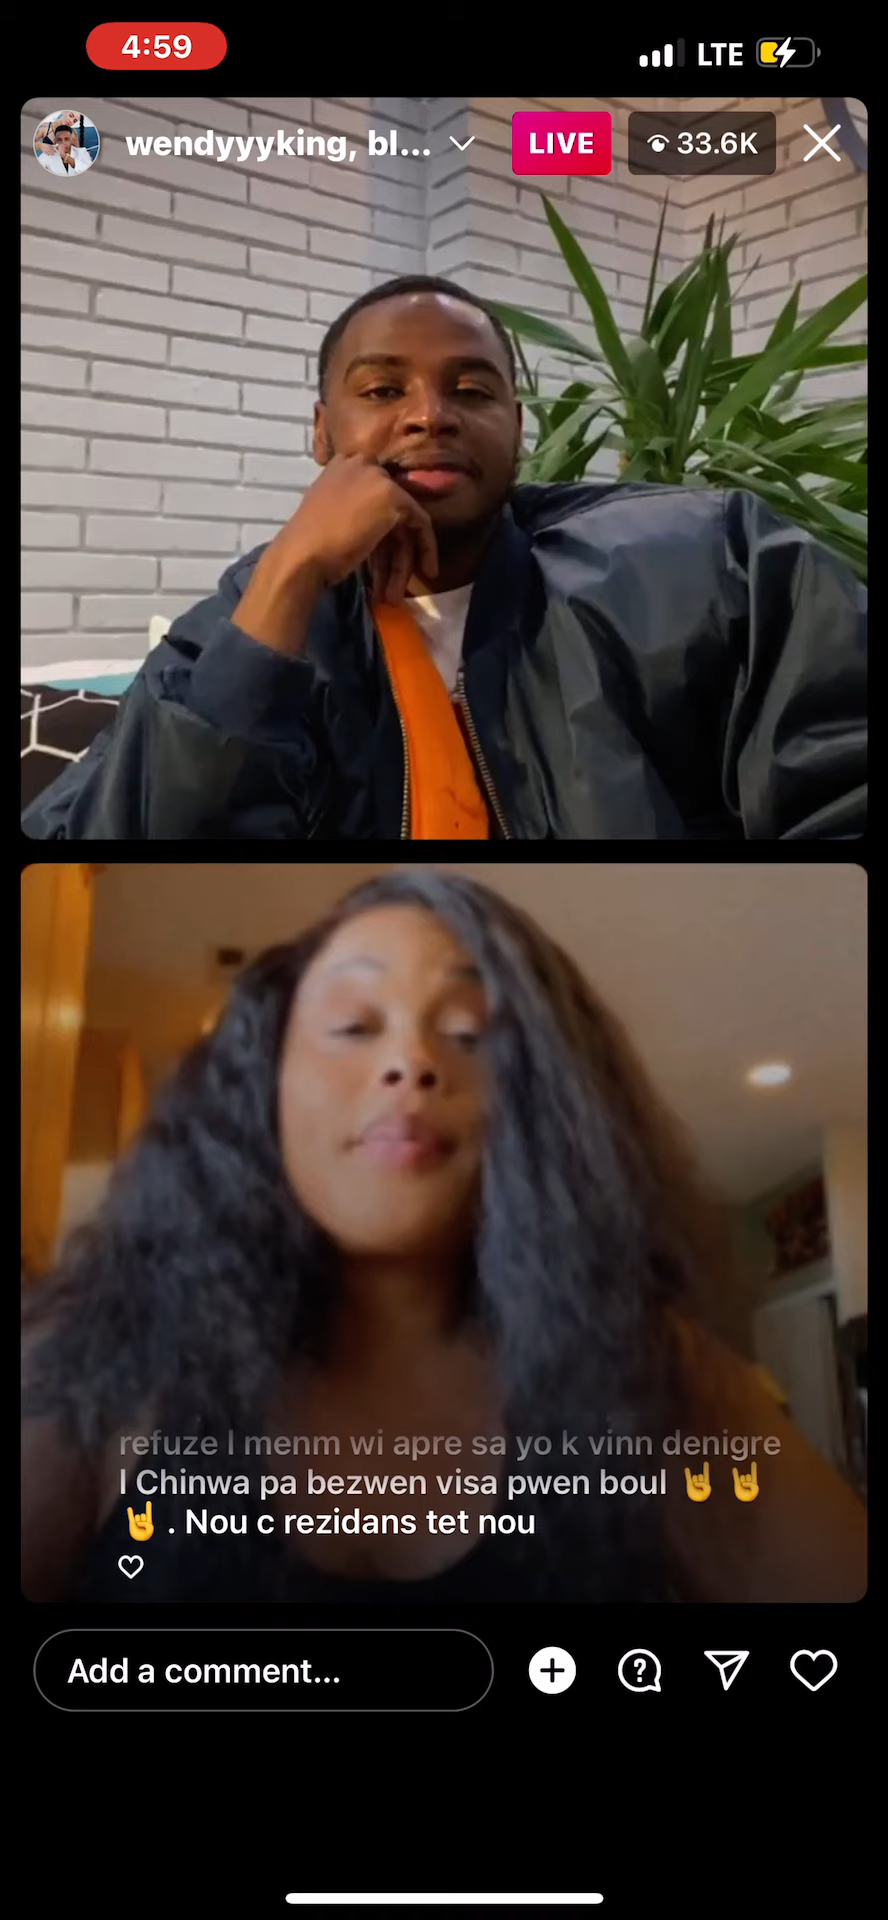 4:59
LTE
wendyyyking, bl...
LIVE
33.6K
refuze l menm wi apre sa yo k vinn denigre
l Chinwa pa bezwen visa pwen boul 🤘 🤘
🤘 . Nou c rezidans tet nou
Add a comment...